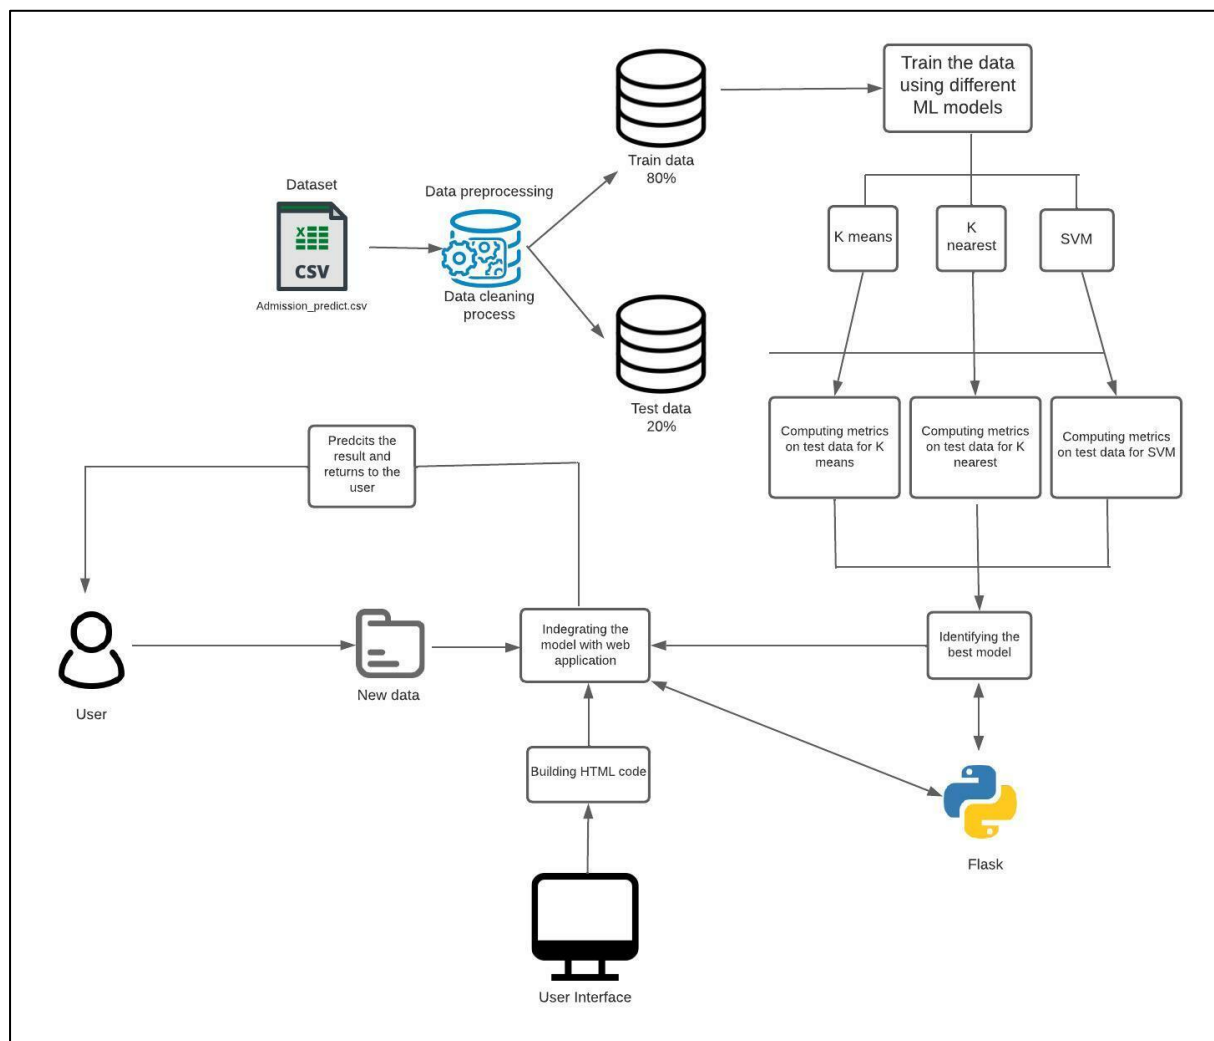 Train the data
using different
ML models
Train data
80%
Dataset
Data preprocessing
X
CSV
Admission_predict.csv
Data cleaning
process
K means
K
nearest
SVM
Test data
20%
Predcits the
result and
returns to the
user
Computing metrics
on test data for K
means
Computing metrics
on test data for K
nearest
Computing metrics
on test data for SVM
User
New data
Indegrating the
model with web
application
Identifying the
best model
Building HTML code
Flask
User Interface